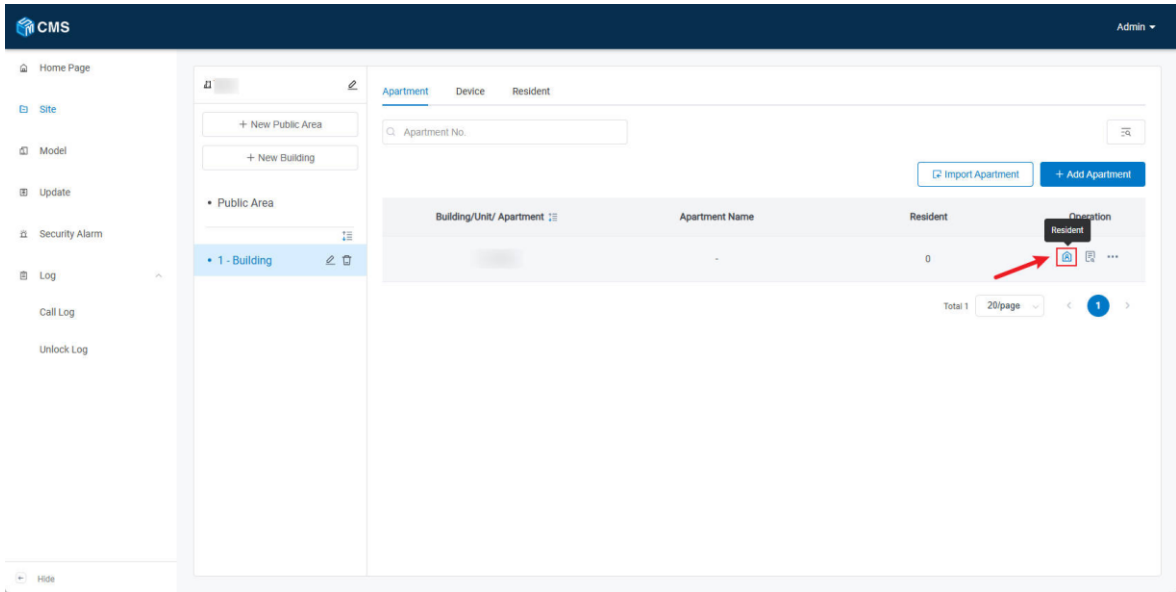 CMS
Admin
Home Page
Site
Model
Update
Security Alarm
Log
Call Log
Unlock Log
Hide
+ New Public Area
+ New Building
• Public Area
• 1 - Building
Apartment Device Resident
Apartment No.
Import Apartment + Add Apartment
Building/Unit/ Apartment Apartment Name Resident Operation
Resident
- 0
Total 1 20/page < 1 >